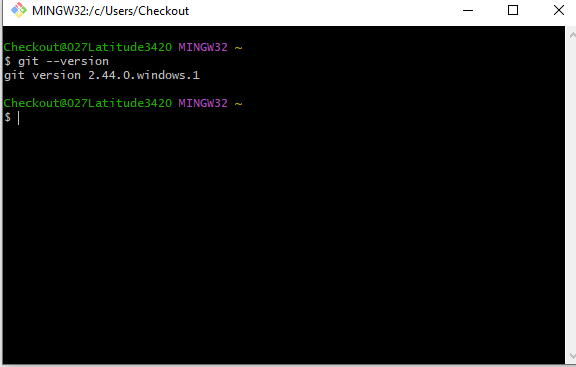 MINGW32:/c/Users/Checkout
Checkout@027Latitude3420 MINGW32 ~
$ git --version
git version 2.44.0.windows.1
Checkout@027Latitude3420 MINGW32 ~
$